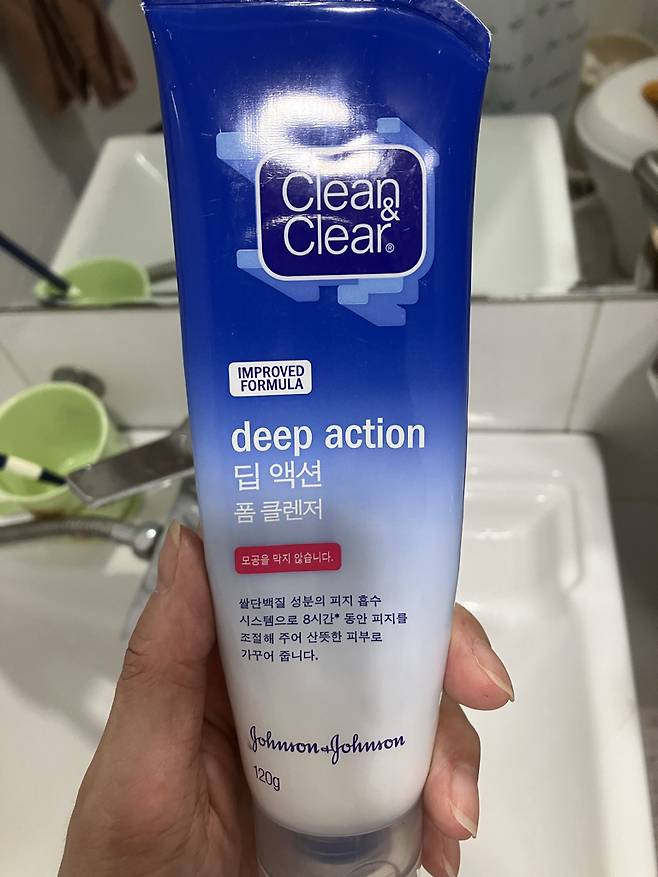 Clean
&
Clear®
IMPROVED
FORMULA
deep action
딥 액션
폼 클렌저
모공을 막지 않습니다.
쌀단백질 성분의 피지 흡수
시스템으로 8시간* 동안 피지를
조절해 주어 산뜻한 피부로
가꾸어 줍니다.
Johnson & Johnson
120g